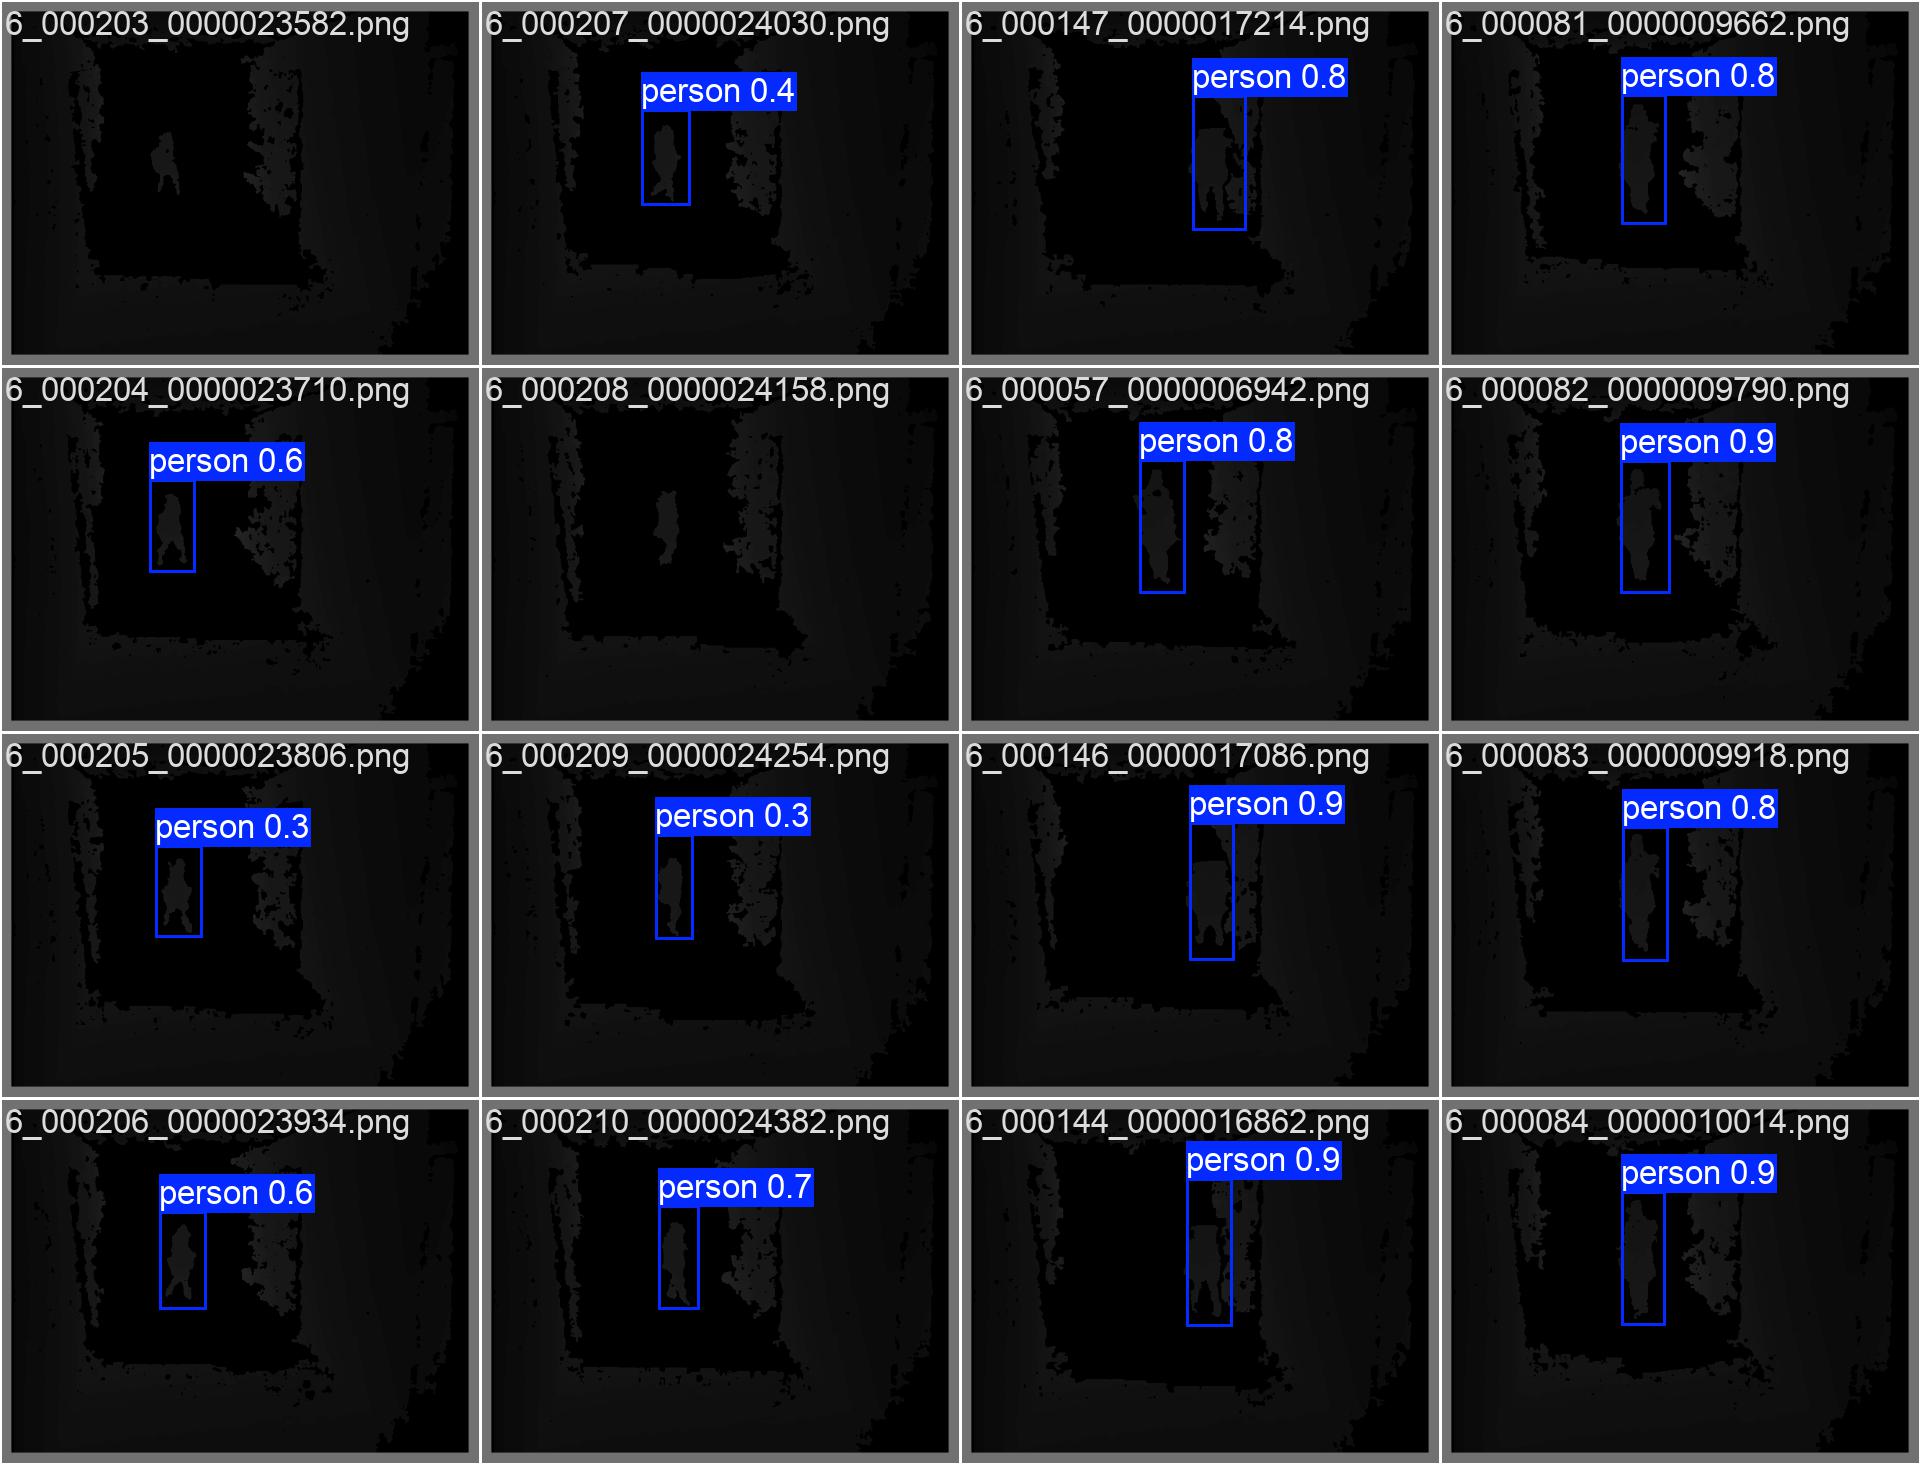 6_000203_0000023582.png
6_000207_0000024030.png
person 0.4
6_000147_0000017214.png
person 0.8
6_000081_0000009662.png
person 0.8
6_000204_0000023710.png
person 0.6
6_000208_0000024158.png
6_000057_0000006942.png
person 0.8
6_000082_0000009790.png
person 0.9
6_000205_0000023806.png
person 0.3
6_000209_0000024254.png
person 0.3
6_000146_0000017086.png
person 0.9
6_000083_0000009918.png
person 0.8
6_000206_0000023934.png
person 0.6
6_000210_0000024382.png
person 0.7
6_000144_0000016862.png
person 0.9
6_000084_0000010014.png
person 0.9